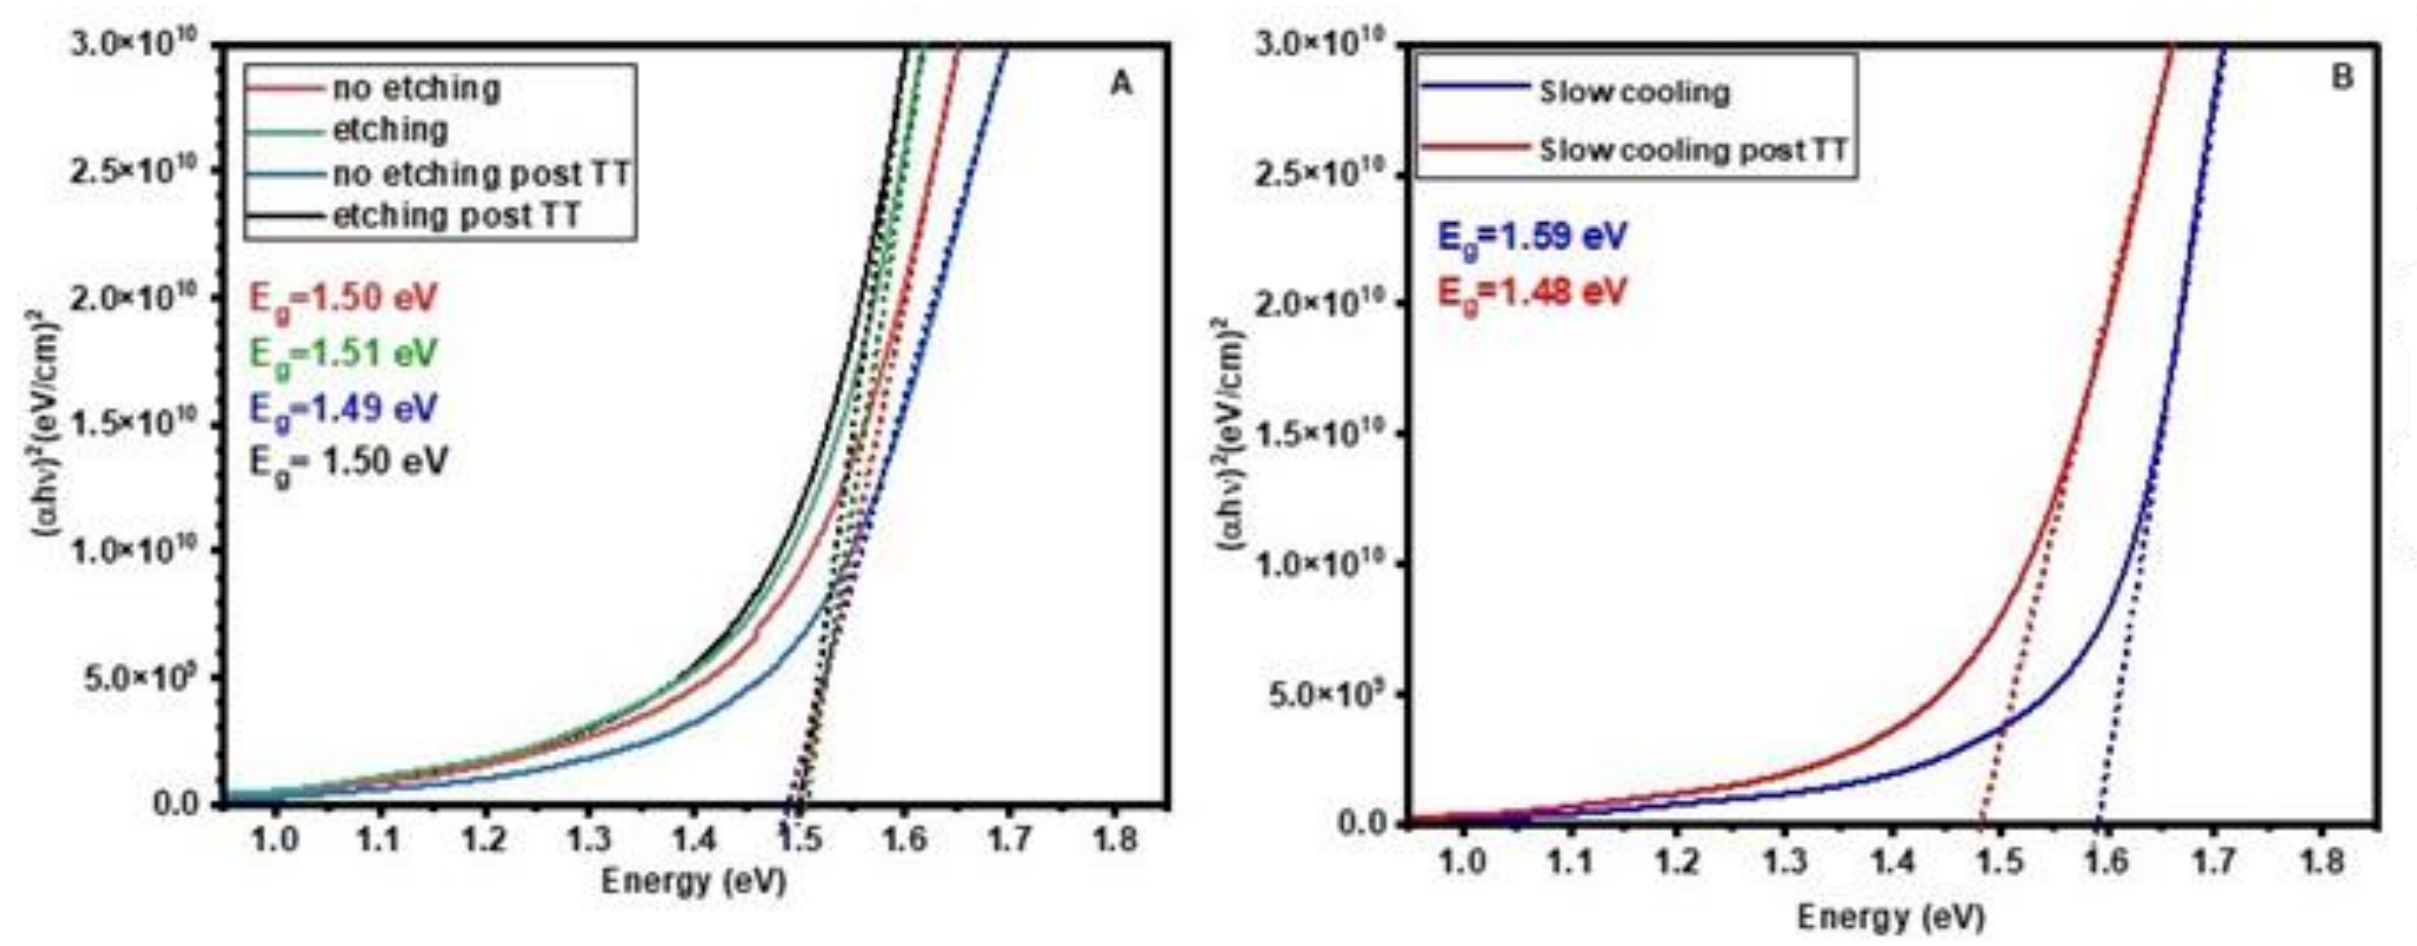 3.0×10¹⁰
2.5×10¹⁰
2.0×10¹⁰
1.5×10¹⁰
1.0×10¹⁰
5.0×10⁹
0.0
(αhν)²(eV/cm)²
no etching
etching
no etching post TT
etching post TT
A
Eg=1.50 eV
Eg=1.51 eV
Eg=1.49 eV
Eg= 1.50 eV
1.0 1.1 1.2 1.3 1.4 1.5 1.6 1.7 1.8
Energy (eV)
3.0×10¹⁰
2.5×10¹⁰
2.0×10¹⁰
1.5×10¹⁰
1.0×10¹⁰
5.0×10⁹
0.0
(αhν)²(eV/cm)²
Slow cooling
Slow cooling post TT
B
Eg=1.59 eV
Eg=1.48 eV
1.0 1.1 1.2 1.3 1.4 1.5 1.6 1.7 1.8
Energy (eV)